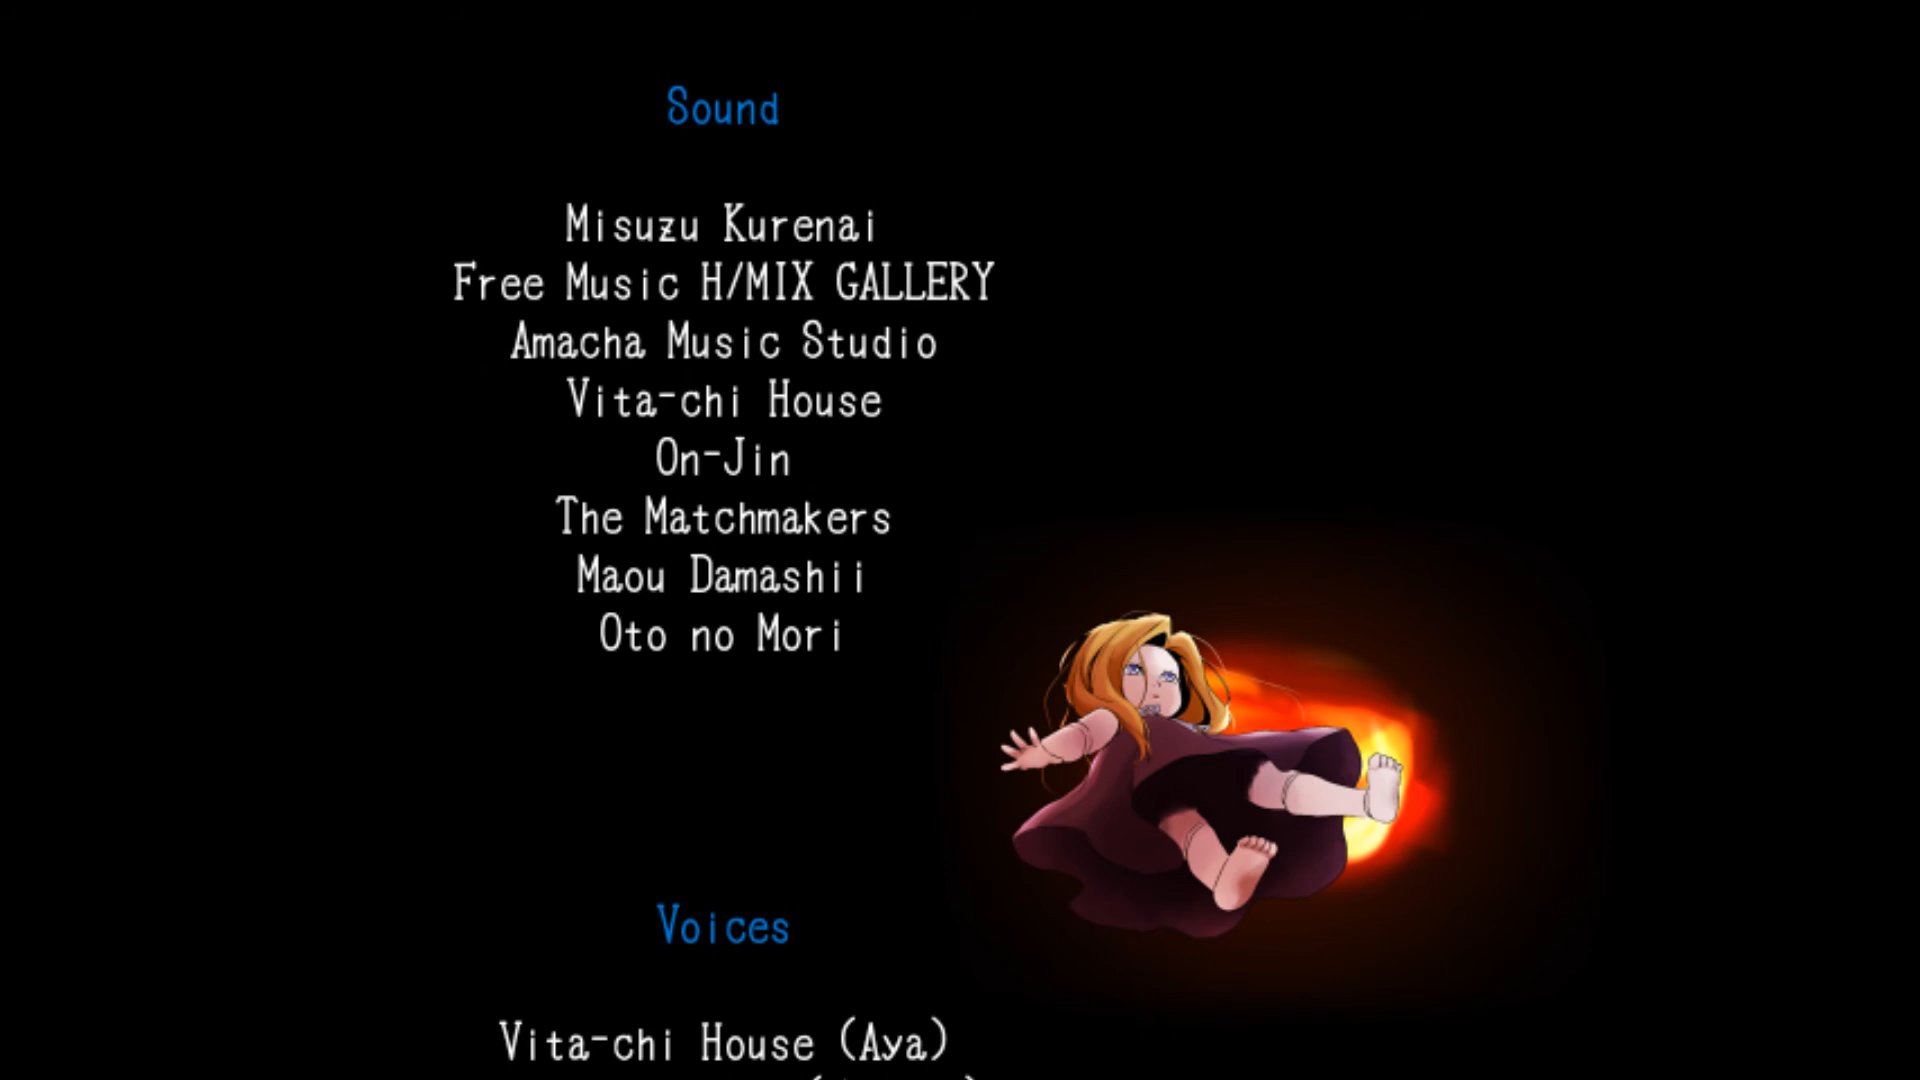 Sound
Misuzu Kurenai
Free Music H/MIX GALLERY
Amacha Music Studio
Vita-chi House
On-Jin
The Matchmakers
Maou Damashii
Oto no Mori
Voices
Vita-chi House (Aya)